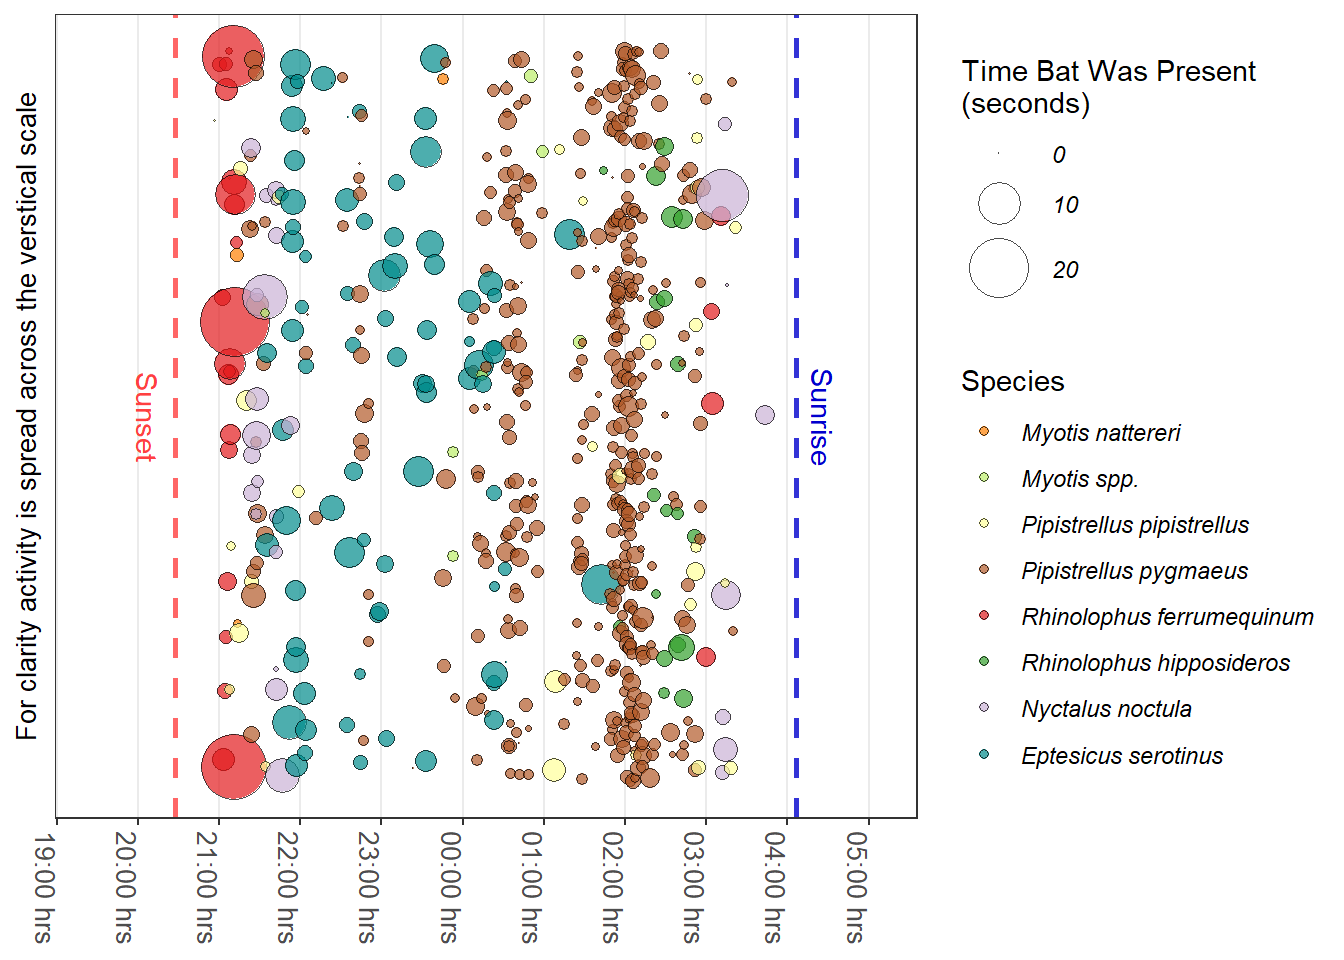 For clarity activity is spread across the verstical scale
Sunset
Sunrise
19:00 hrs
20:00 hrs
21:00 hrs
22:00 hrs
23:00 hrs
00:00 hrs
01:00 hrs
02:00 hrs
03:00 hrs
04:00 hrs
05:00 hrs
Time Bat Was Present
(seconds)
0
10
20
Species
Myotis nattereri
Myotis spp.
Pipistrellus pipistrellus
Pipistrellus pygmaeus
Rhinolophus ferrumequinum
Rhinolophus hipposideros
Nyctalus noctula
Eptesicus serotinus